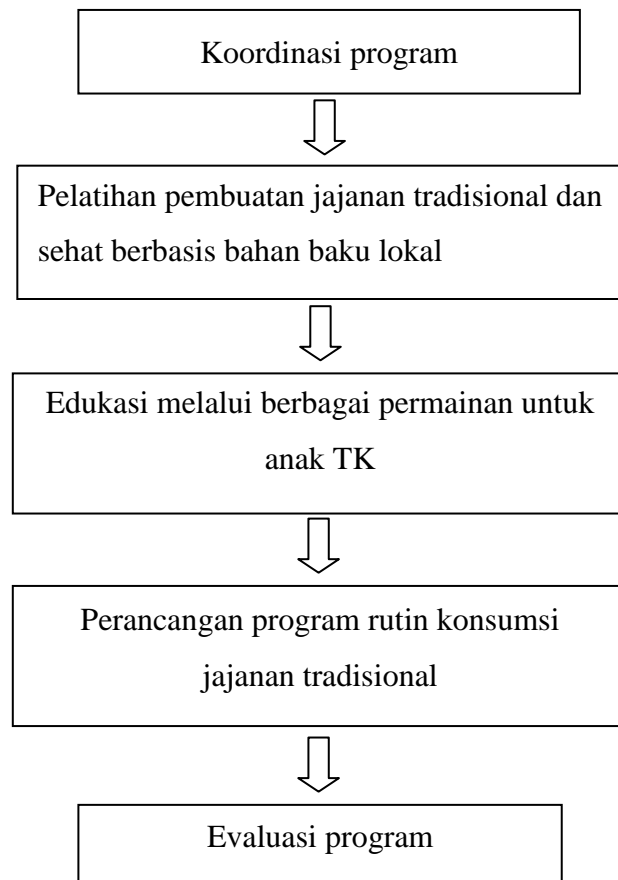 Koordinasi program
Pelatihan pembuatan jajanan tradisional dan
sehat berbasis bahan baku lokal
Edukasi melalui berbagai permainan untuk
anak TK
Perancangan program rutin konsumsi
jajanan tradisional
Evaluasi program